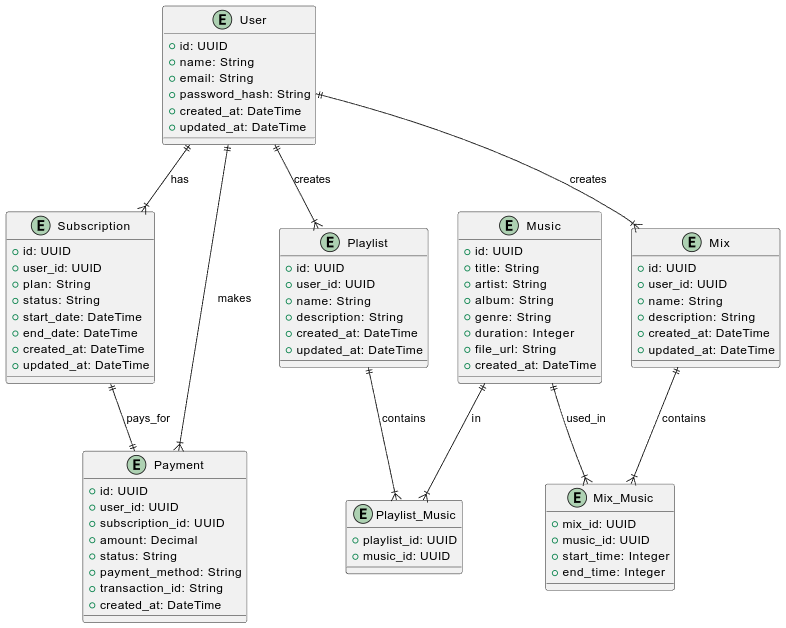 E User
id: UUID
name: String
email: String
password_hash: String
created_at: DateTime
updated_at: DateTime
has
creates
creates
makes
E Subscription
id: UUID
user_id: UUID
plan: String
status: String
start_date: DateTime
end_date: DateTime
created_at: DateTime
updated_at: DateTime
E Playlist
id: UUID
user_id: UUID
name: String
description: String
created_at: DateTime
updated_at: DateTime
E Music
id: UUID
title: String
artist: String
album: String
genre: String
duration: Integer
file_url: String
created_at: DateTime
E Mix
id: UUID
user_id: UUID
name: String
description: String
created_at: DateTime
updated_at: DateTime
pays_for
contains
in
used_in
contains
E Payment
id: UUID
user_id: UUID
subscription_id: UUID
amount: Decimal
status: String
payment_method: String
transaction_id: String
created_at: DateTime
E Playlist_Music
playlist_id: UUID
music_id: UUID
E Mix_Music
mix_id: UUID
music_id: UUID
start_time: Integer
end_time: Integer